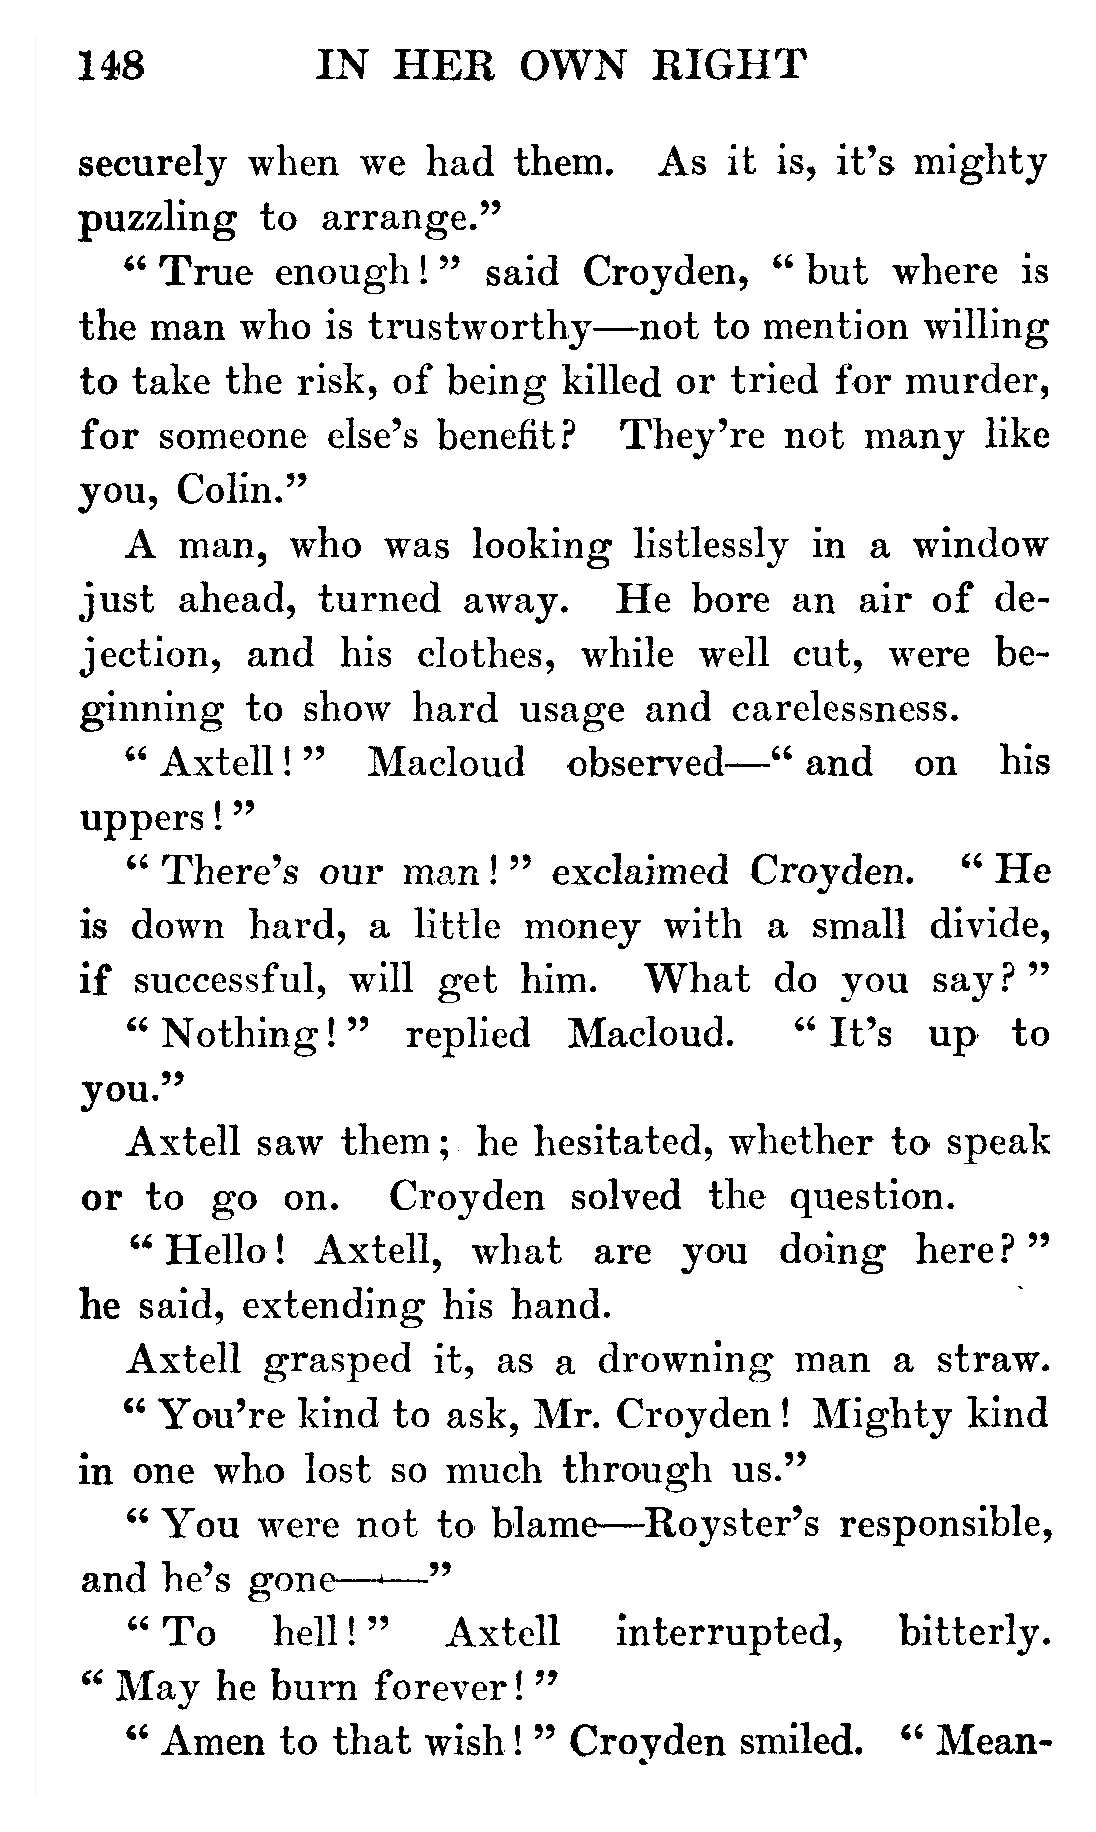 148 IN HER OWN RIGHT
securely when we had them. As it is, it's mighty
puzzling to arrange."
"True enough!" said Croyden, "but where is
the man who is trustworthy—not to mention willing
to take the risk, of being killed or tried for murder,
for someone else's benefit? They're not many like
you, Colin."
A man, who was looking listlessly in a window
just ahead, turned away. He bore an air of de-
jection, and his clothes, while well cut, were be-
ginning to show hard usage and carelessness.
"Axtell!" Macloud observed—"and on his
uppers!"
"There's our man!" exclaimed Croyden. "He
is down hard, a little money with a small divide,
if successful, will get him. What do you say?"
"Nothing!" replied Macloud. "It's up to
you."
Axtell saw them; he hesitated, whether to speak
or to go on. Croyden solved the question.
"Hello! Axtell, what are you doing here?"
he said, extending his hand.
Axtell grasped it, as a drowning man a straw.
"You're kind to ask, Mr. Croyden! Mighty kind
in one who lost so much through us."
"You were not to blame—Royster's responsible,
and he's gone——"
"To hell!" Axtell interrupted, bitterly.
"May he burn forever!"
"Amen to that wish!" Croyden smiled. "Mean-